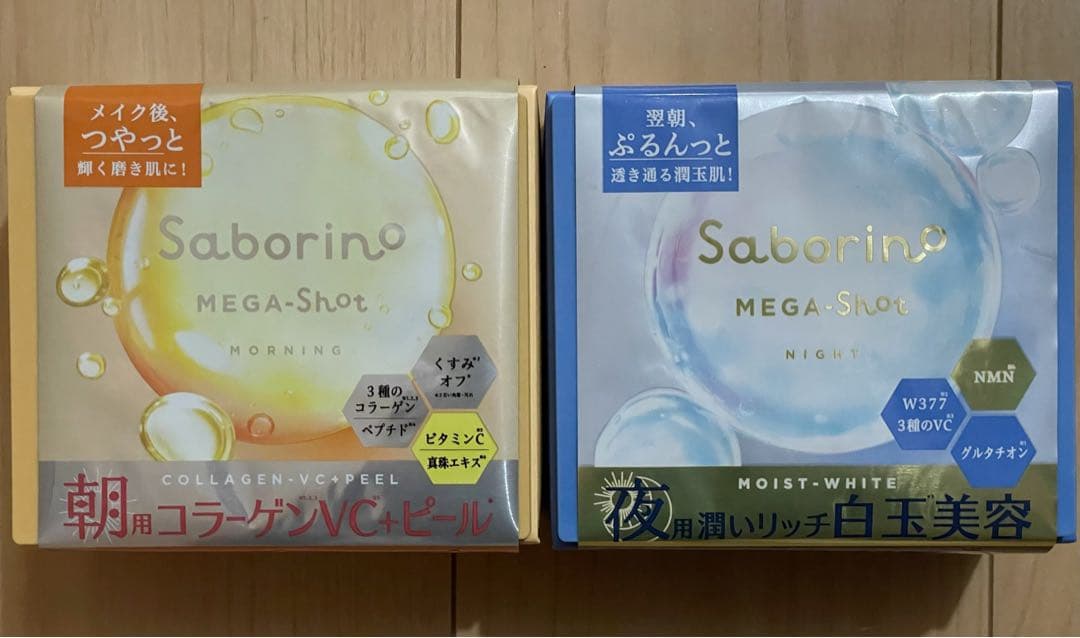 メイク後、
つやっと
輝く磨き肌に!
Saborino
MEGA-Shot
MORNING
くすみ
オフ
3種の
コラーゲン
ペプチド
ビタミンC
真珠エキス
COLLAGEN-VC+PEEL
朝用コラーゲンVC+ピール
翌朝、
ぷるんっと
透き通る潤玉肌!
Saborino
MEGA-Shot
NIGHT
NMN
W377
3種のVC
グルタチオン
MOIST-WHITE
夜用潤いリッチ白玉美容